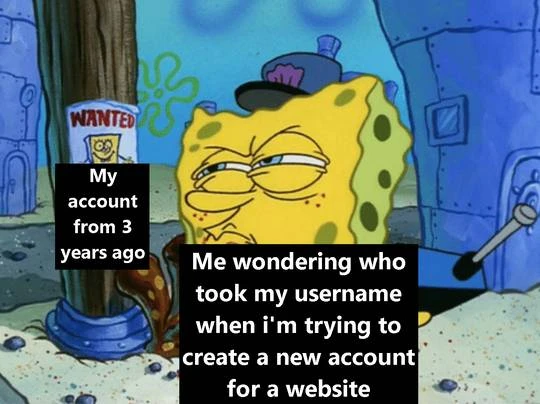 WANTED
My
account
from 3
years ago
Me wondering who
took my username
when i'm trying to
create a new account
for a website